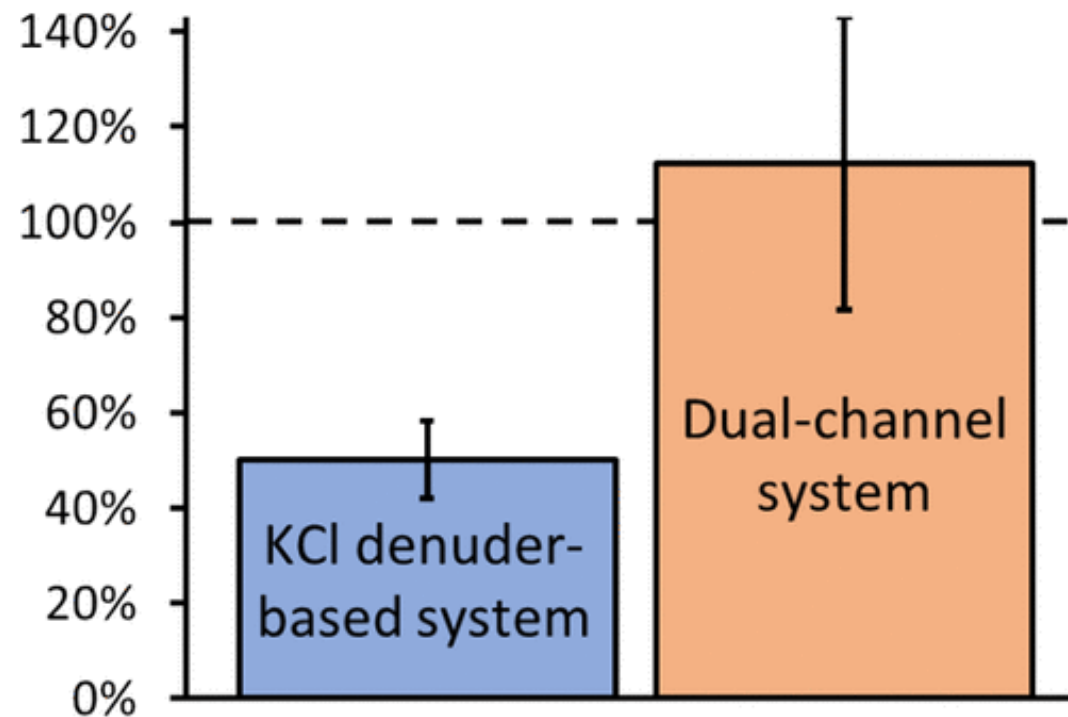 140%
120%
100%
80%
60%
40%
20%
0%
KCl denuder-
based system
Dual-channel
system